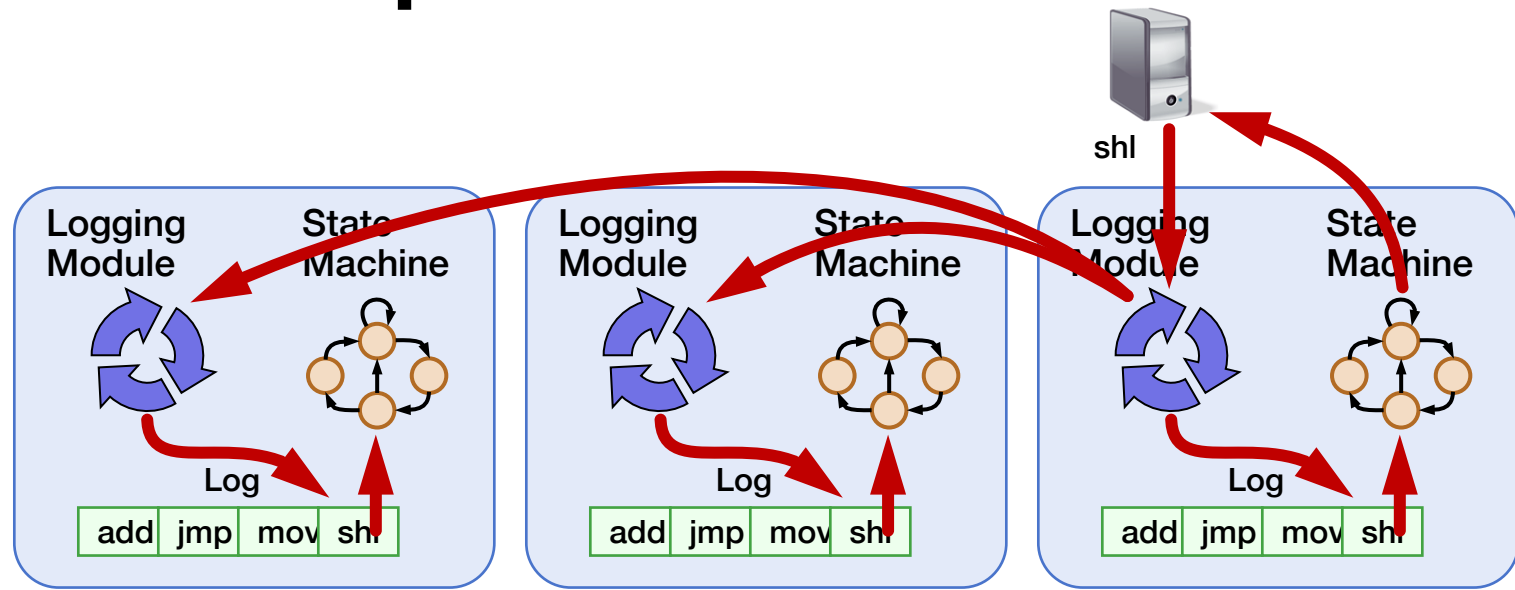 shl
Logging
Module
State
Machine
Log
add jmp mov shl
Logging
Module
State
Machine
Log
add jmp mov shl
Logging
Module
State
Machine
Log
add jmp mov shl